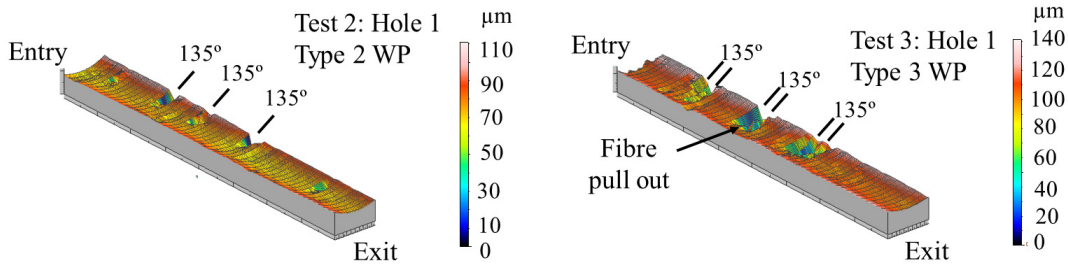 Test 2: Hole 1
Type 2 WP
Entry
135º
135º
135º
Exit
µm
110
90
70
50
30
10
0
Test 3: Hole 1
Type 3 WP
Entry
135º
135º
135º
Fibre
pull out
Exit
µm
140
120
100
80
60
40
20
0